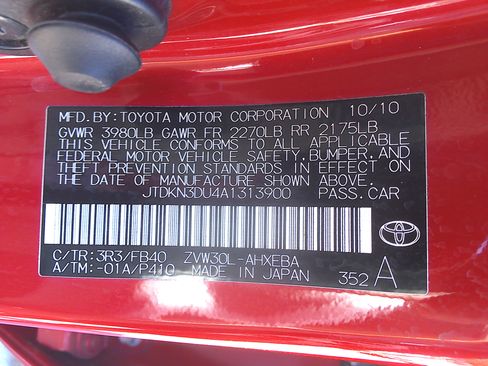 MFD. BY: TOYOTA MOTOR CORPORATION 10/10
GVWR 3980LB GAWR FR 2270LB RR 2175LB
THIS VEHICLE CONFORMS TO ALL APPLICABLE
FEDERAL MOTOR VEHICLE SAFETY, BUMPER, AND
THEFT PREVENTION STANDARDS IN EFFECT ON
THE DATE OF MANUFACTURE SHOWN ABOVE.
JTDKN3DU4A1313900 PASS. CAR
C/TR: 3R3/FB40 ZVW30L-AHXEBA
A/TM: -01A/P410 MADE IN JAPAN 352 A